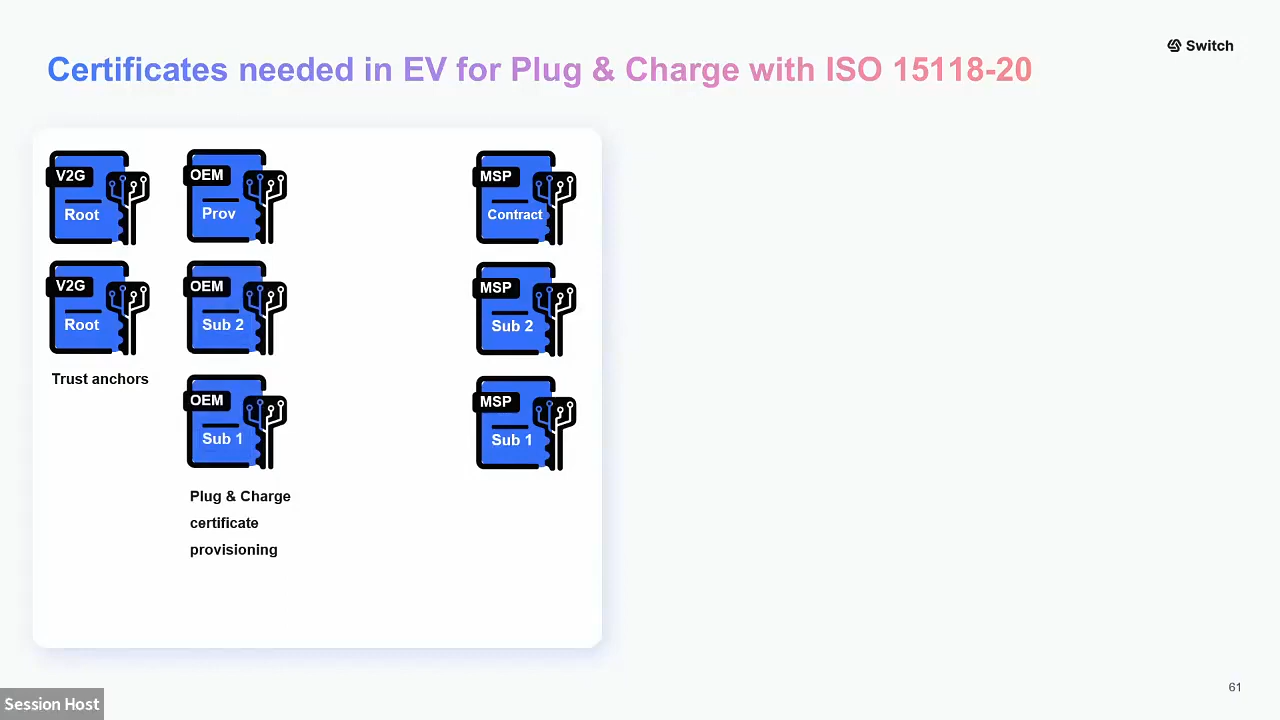 Certificates needed in EV for Plug & Charge with ISO 15118-20
Switch
V2G
Root
V2G
Root
Trust anchors
OEM
Prov
OEM
Sub 2
OEM
Sub 1
Plug & Charge
certificate
provisioning
MSP
Contract
MSP
Sub 2
MSP
Sub 1
61
Session Host